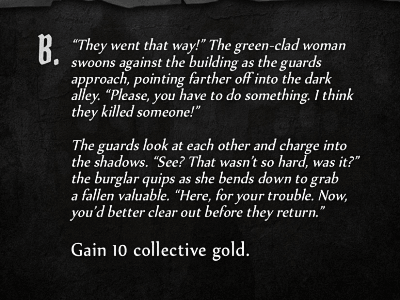 B. “They went that way!” The green-clad woman
swoons against the building as the guards
approach, pointing farther off into the dark
alley. “Please, you have to do something. I think
they killed someone!”
The guards look at each other and charge into
the shadows. “See? That wasn’t so hard, was it?”
the burglar quips as she bends down to grab
a fallen valuable. “Here, for your trouble. Now,
you’d better clear out before they return.”
Gain 10 collective gold.